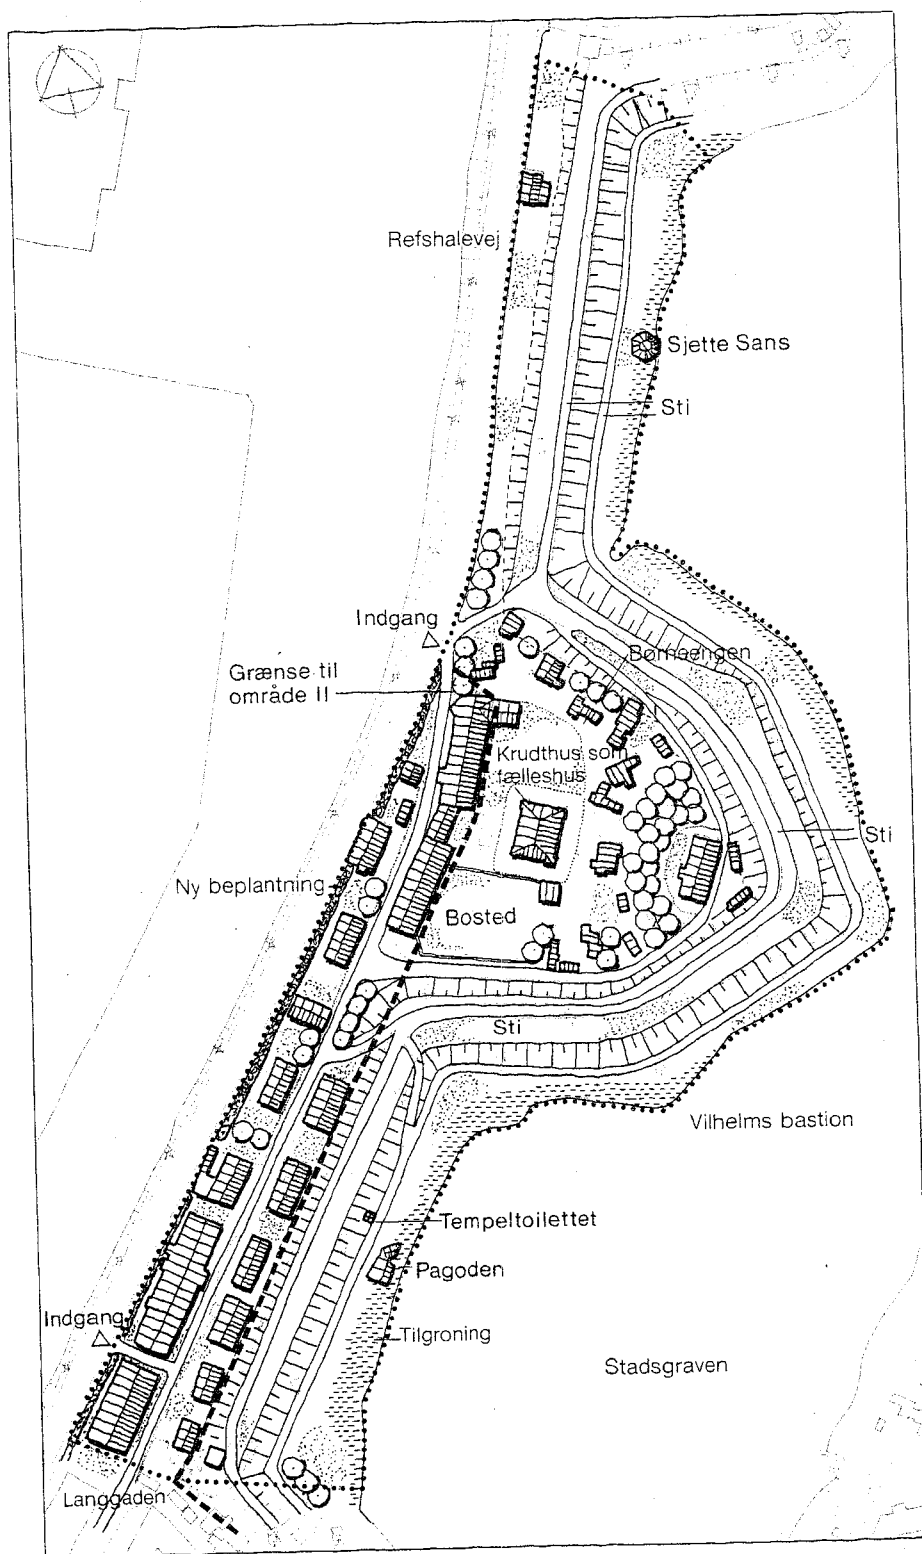 Refshalevej
Sjette Sans
Sti
Indgang
Børneengen
Grænse til
område II
Krudthus som
fælleshus
Sti
Ny beplantning
Bosted
Sti
Vilhelms bastion
Tempeltoilettet
Pagoden
Indgang
Tilgroning
Stadsgraven
Langgaden